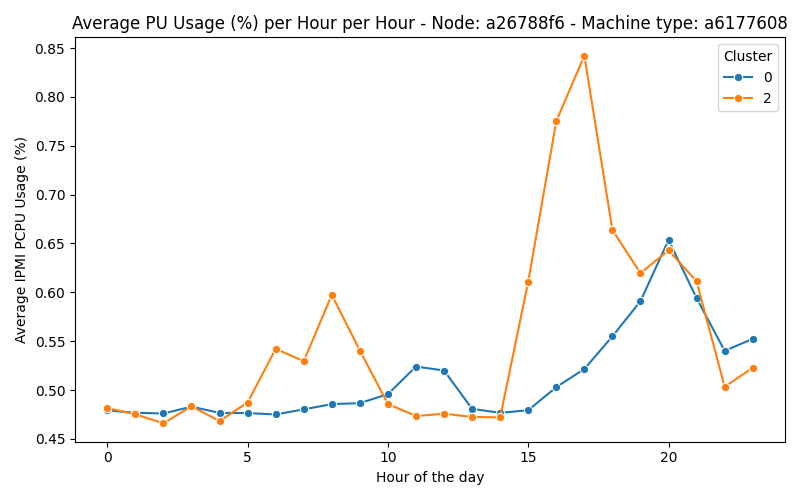 Average PU Usage (%) per Hour per Hour - Node: a26788f6 - Machine type: a6177608
Cluster
0
2
Average IPMI PCPU Usage (%)
0.85
0.80
0.75
0.70
0.65
0.60
0.55
0.50
0.45
0 5 10 15 20
Hour of the day